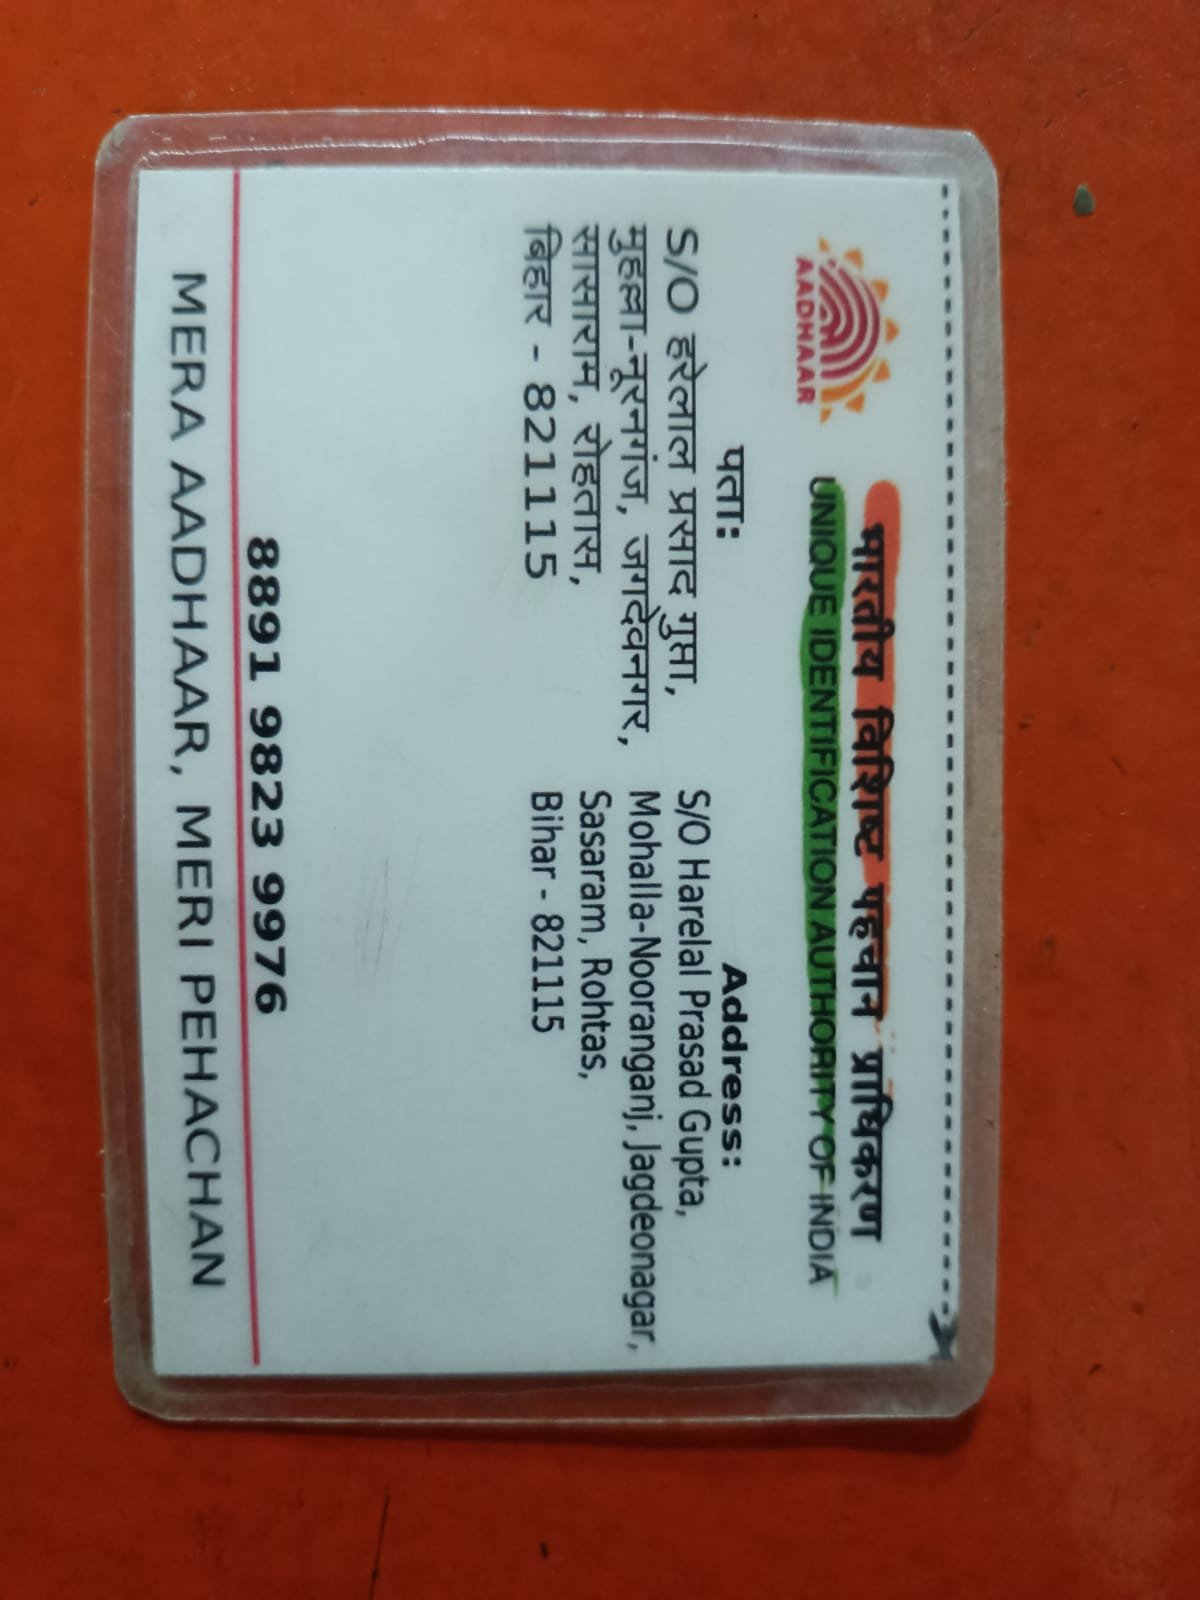 भारतीय विशिष्ट पहचान प्राधिकरण
UNIQUE IDENTIFICATION AUTHORITY OF INDIA
AADHAAR
पताः
S/O हरेलाल प्रसाद गुप्ता,
मुहल्ला-नूरनगंज, जगदेवनगर,
सासाराम, रोहतास,
बिहार - 821115
Address:
S/O Harelal Prasad Gupta,
Mohalla-Nooranganj, Jagdeonagar,
Sasaram, Rohtas,
Bihar - 821115
8891 9823 9976
MERA AADHAAR, MERI PEHACHAN